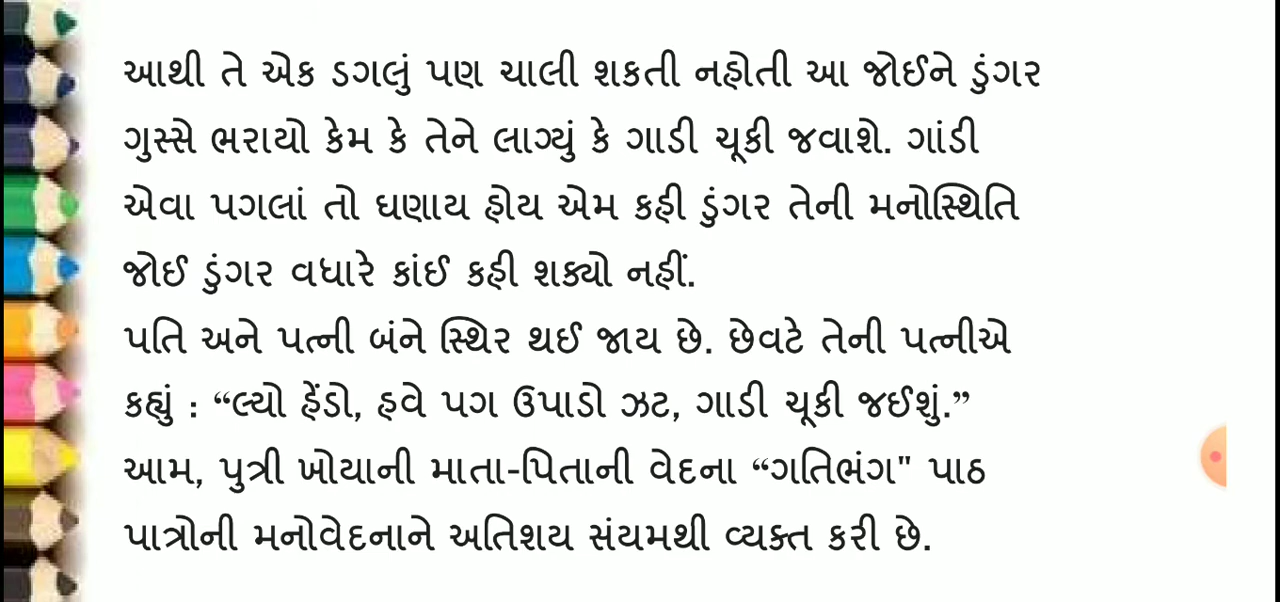 આથી તે એક ડગલું પણ ચાલી શકતી નહોતી આ જોઈને ડુંગર
ગુસ્સે ભરાયો કેમ કે તેને લાગ્યું કે ગાડી ચૂકી જવાશે. ગાંડી
એવા પગલાં તો ઘણાય હોય એમ કહી ડુંગર તેની મનોસ્થિતિ
જોઈ ડુંગર વધારે કાંઈ કહી શક્યો નહીં.
પતિ અને પત્ની બંને સ્થિર થઈ જાય છે. છેવટે તેની પત્નીએ
કહ્યું : “લ્યો હેંડો, હવે પગ ઉપાડો ઝટ, ગાડી ચૂકી જઈશું.”
આમ, પુત્રી ખોયાની માતા-પિતાની વેદના “ગતિભંગ" પાઠ
પાત્રોની મનોવેદનાને અતિશય સંયમથી વ્યક્ત કરી છે.